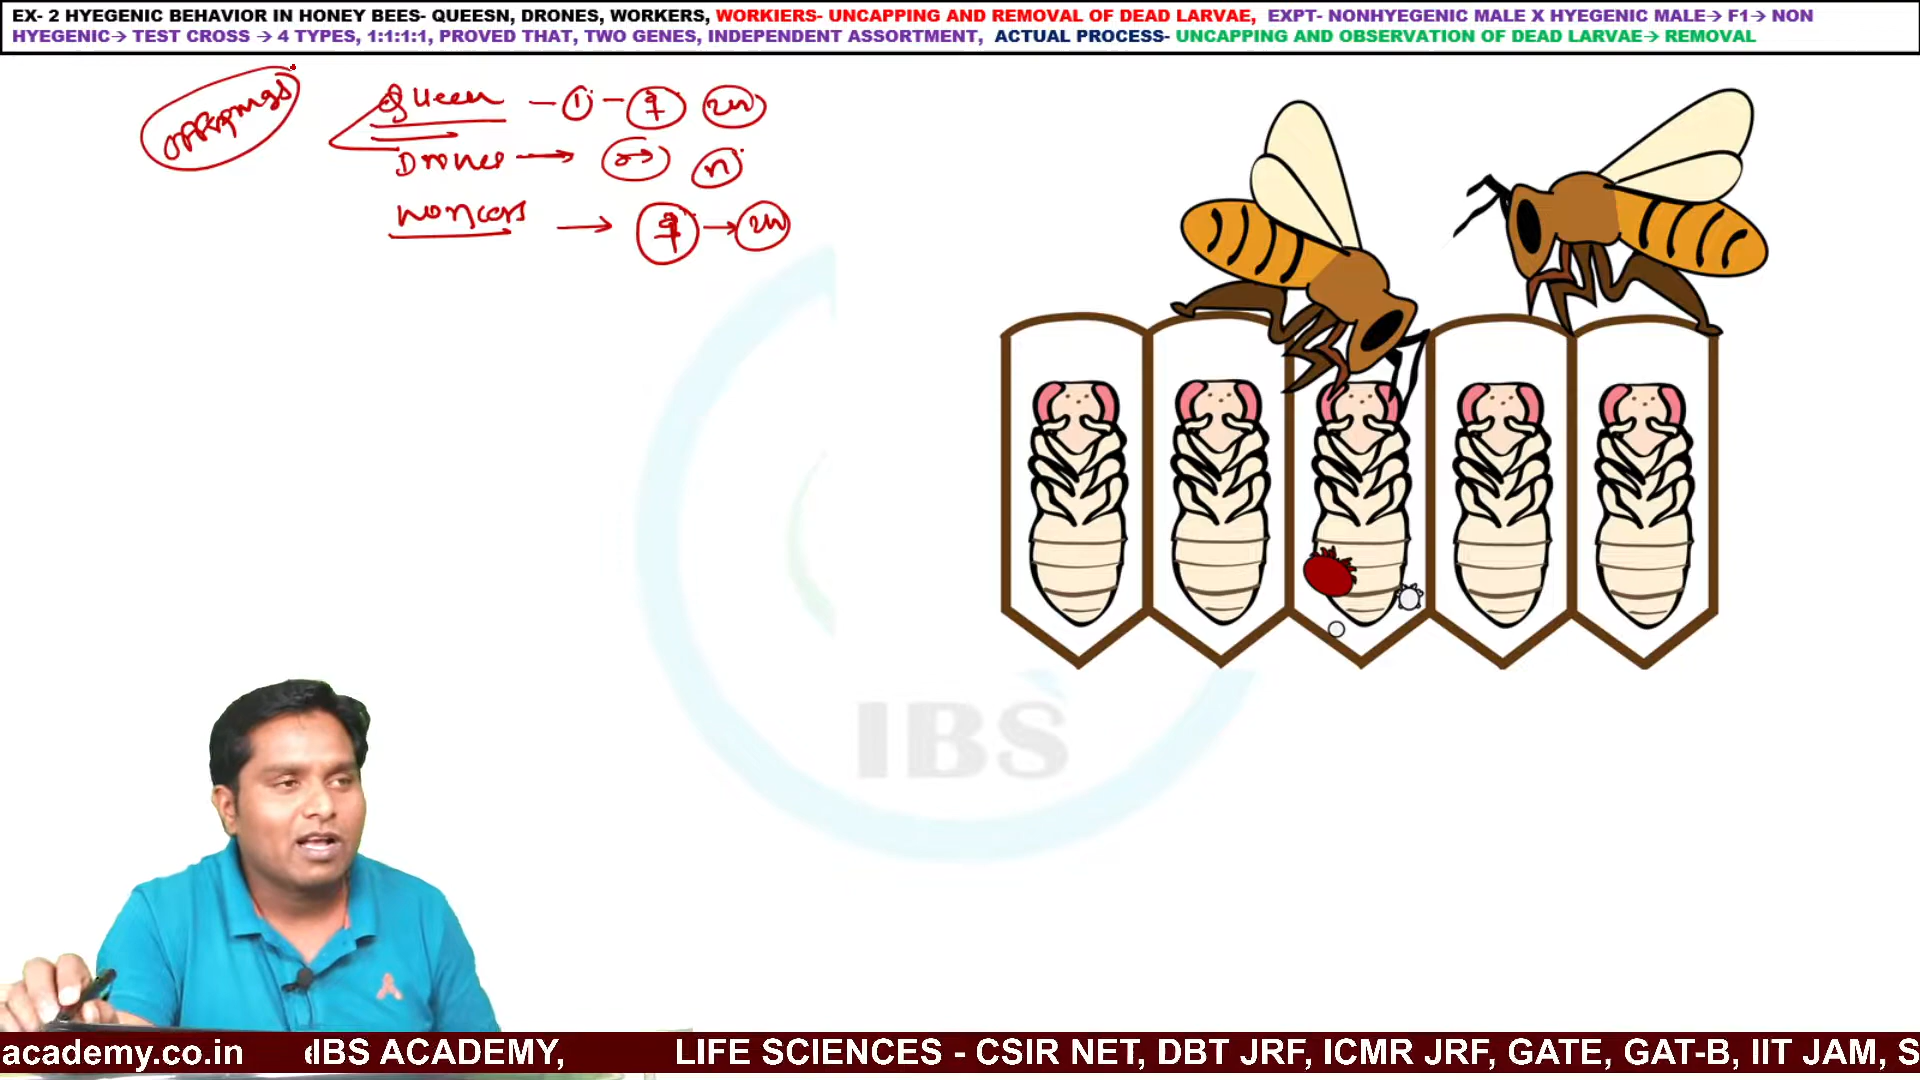 EX- 2 HYEGENIC BEHAVIOR IN HONEY BEES- QUEESN, DRONES, WORKERS, WORKIERS- UNCAPPING AND REMOVAL OF DEAD LARVAE, EXPT- NONHYEGENIC MALE X HYEGENIC MALE→ F1→ NON
HYEGENIC→ TEST CROSS → 4 TYPES, 1:1:1:1, PROVED THAT, TWO GENES, INDEPENDENT ASSORTMENT, ACTUAL PROCESS- UNCAPPING AND OBSERVATION OF DEAD LARVAE→ REMOVAL
offsprings
Queen - 1 - ♀ 2n
Drones → ♂ n
Workers → ♀ → 2n
IBS
academy.co.in IBS ACADEMY, LIFE SCIENCES - CSIR NET, DBT JRF, ICMR JRF, GATE, GAT-B, IIT JAM, S